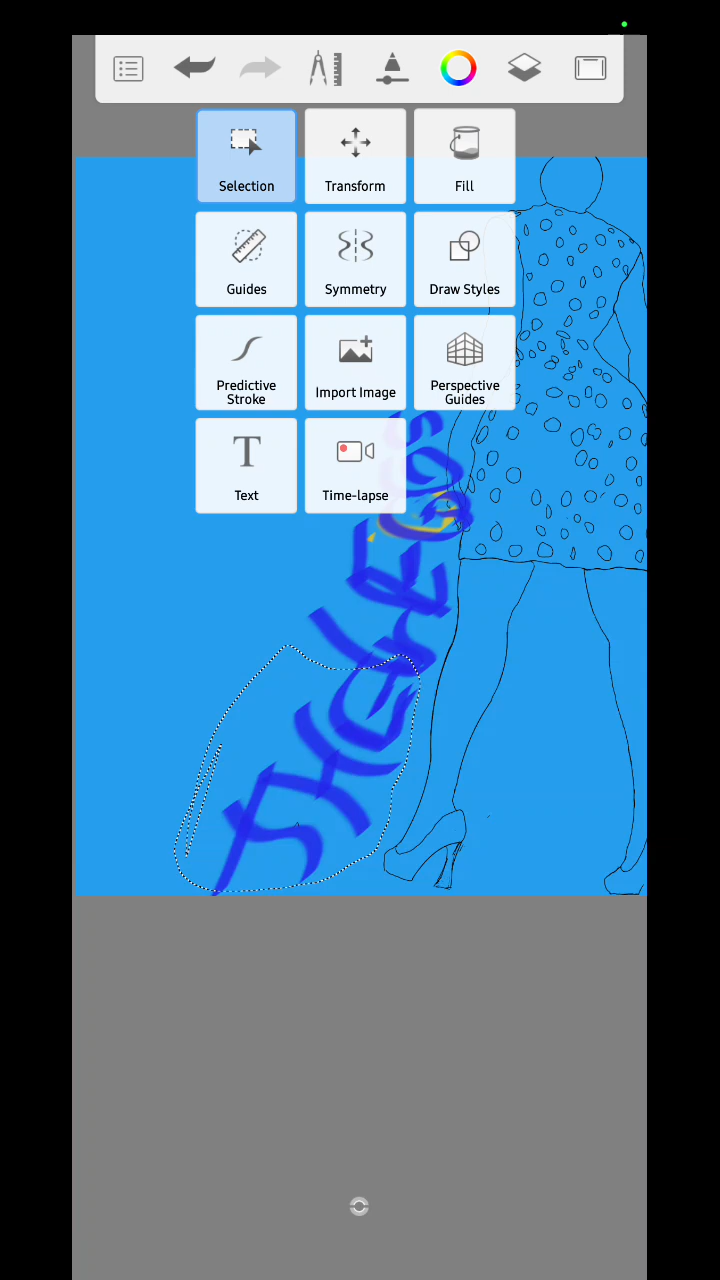 Selection
Transform
Fill
Guides
Symmetry
Draw Styles
Predictive
Stroke
Import Image
Perspective
Guides
Text
Time-lapse